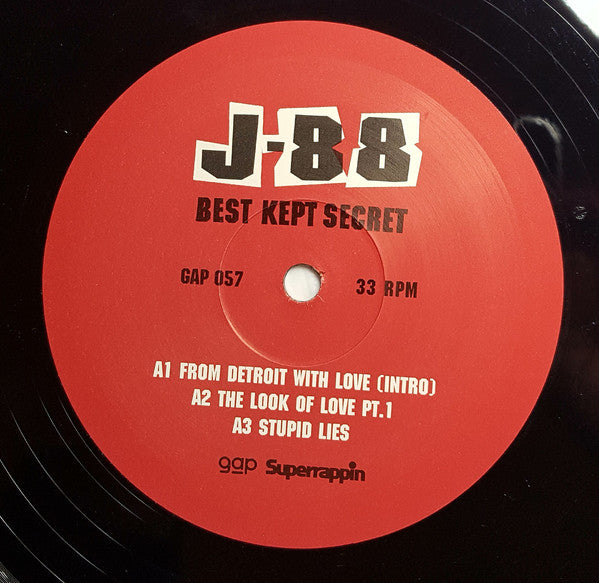 J-88
BEST KEPT SECRET
GAP 057
33 RPM
A1 FROM DETROIT WITH LOVE (INTRO)
A2 THE LOOK OF LOVE PT.1
A3 STUPID LIES
gap Superrappin